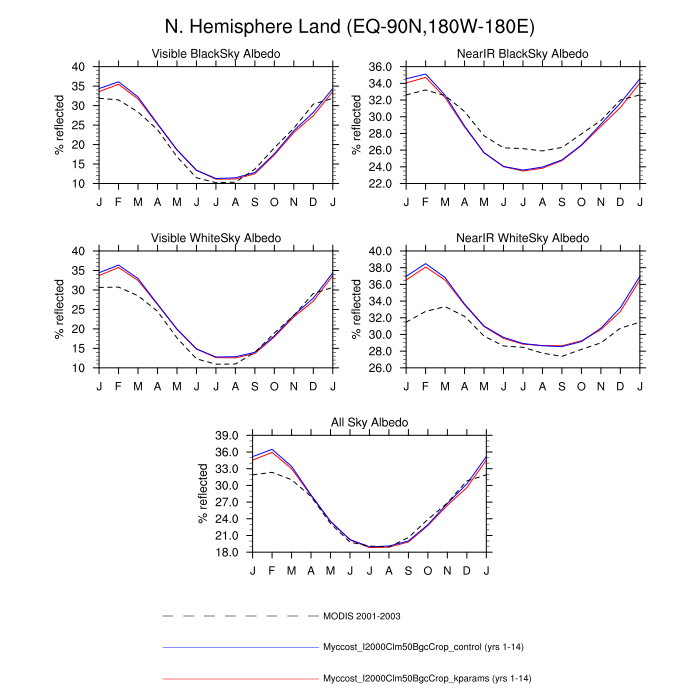 N. Hemisphere Land (EQ-90N,180W-180E)
Visible BlackSky Albedo
% reflected
40
35
30
25
20
15
10
J F M A M J J A S O N D J
NearIR BlackSky Albedo
% reflected
36.0
34.0
32.0
30.0
28.0
26.0
24.0
22.0
J F M A M J J A S O N D J
Visible WhiteSky Albedo
% reflected
40
35
30
25
20
15
10
J F M A M J J A S O N D J
NearIR WhiteSky Albedo
% reflected
40.0
38.0
36.0
34.0
32.0
30.0
28.0
26.0
J F M A M J J A S O N D J
All Sky Albedo
% reflected
39.0
36.0
33.0
30.0
27.0
24.0
21.0
18.0
J F M A M J J A S O N D J
MODIS 2001-2003
Myccost_I2000Clm50BgcCrop_control (yrs 1-14)
Myccost_I2000Clm50BgcCrop_kparams (yrs 1-14)